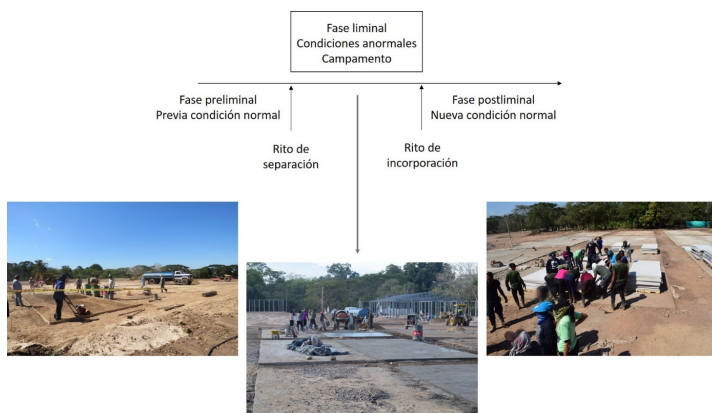 Fase liminal
Condiciones anormales
Campamento
Fase preliminal
Previa condición normal
Fase postliminal
Nueva condición normal
Rito de
separación
Rito de
incorporación